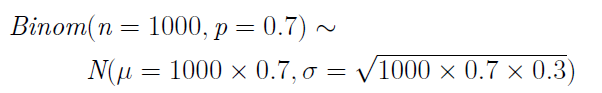 Binom(n = 1000, p = 0.7) ∼
N(μ = 1000 × 0.7, σ = √1000 × 0.7 × 0.3)